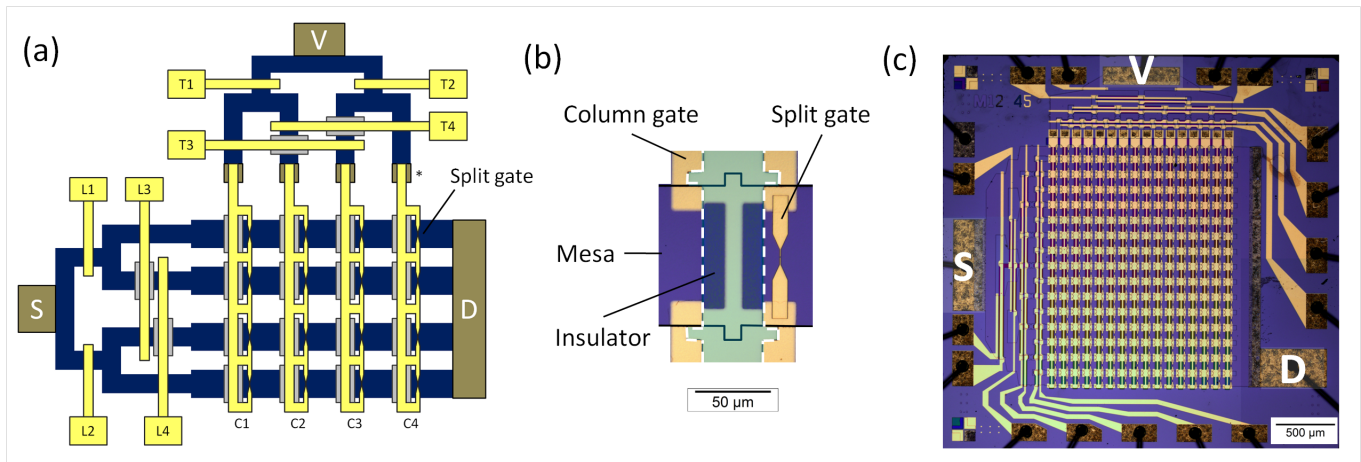 (a)
V
T1
T2
T4
T3
*
Split gate
L1
L3
S
D
L2
L4
C1
C2
C3
C4
(b)
Column gate
Split gate
Mesa
Insulator
50 µm
(c)
V
45
S
D
500 µm